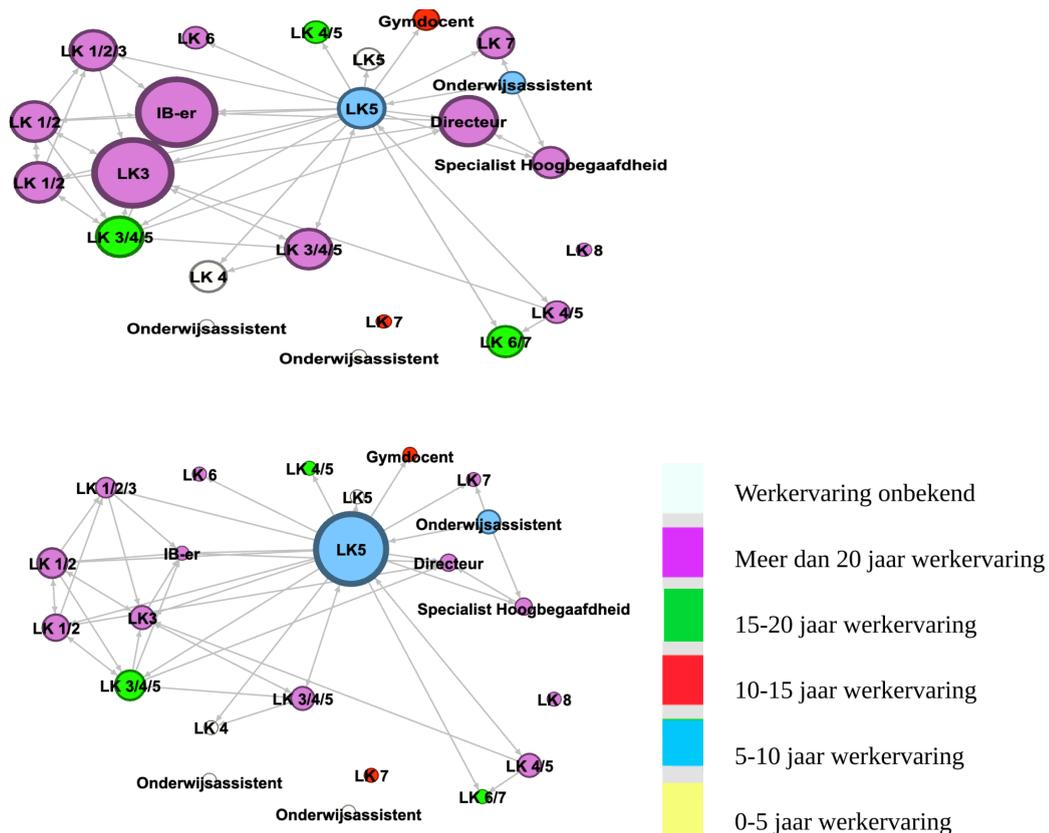 Gymdocent
LK 4/5
LK 6
LK 1/2/3
LK 7
LK5
Onderwijsassistent
LK5
IB-er
LK 1/2
Directeur
Specialist Hoogbegaafdheid
LK3
LK 1/2
LK 3/4/5
LK 3/4/5
LK 8
LK 4
LK 4/5
LK 7
Onderwijsassistent
LK 6/7
Onderwijsassistent
Gymdocent
LK 4/5
LK 6
LK 7
LK 1/2/3
LK5
Onderwijsassistent
LK5
IB-er
LK 1/2
Directeur
Specialist Hoogbegaafdheid
LK3
LK 1/2
LK 3/4/5
LK 3/4/5
LK 8
LK 4
LK 4/5
LK 7
Onderwijsassistent
LK 6/7
Onderwijsassistent
Werkervaring onbekend
Meer dan 20 jaar werkervaring
15-20 jaar werkervaring
10-15 jaar werkervaring
5-10 jaar werkervaring
0-5 jaar werkervaring